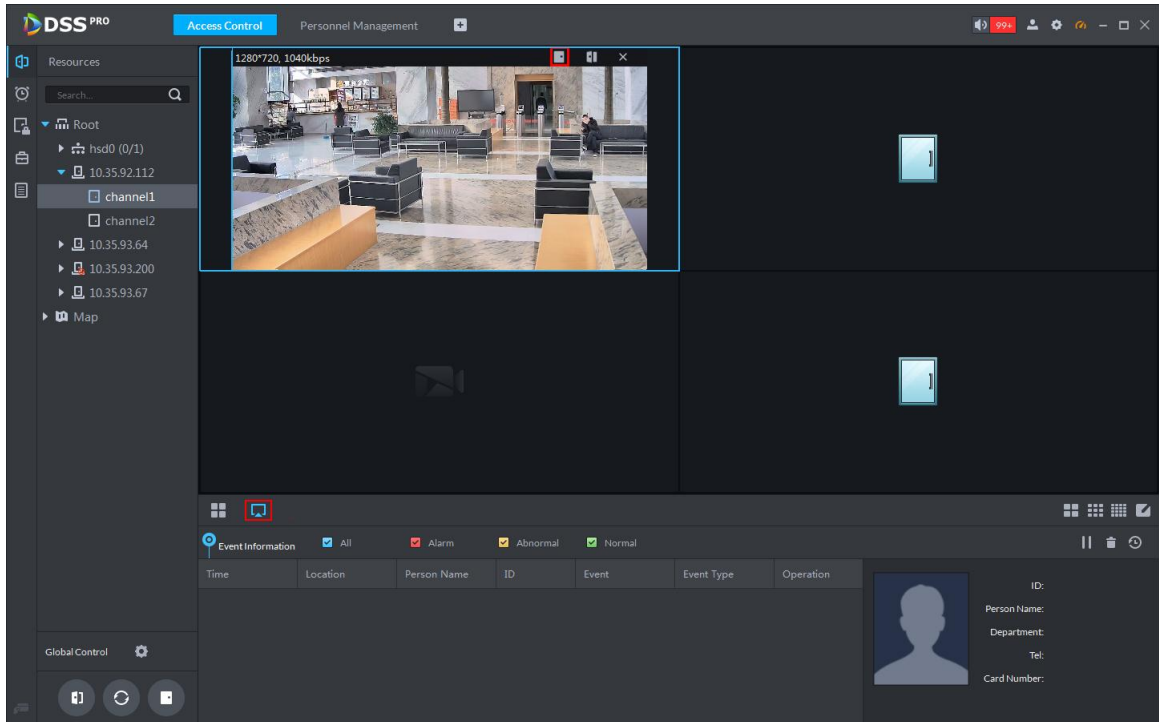 DSS PRO
Access Control
Personnel Management
99+
Resources
1280*720, 1040kbps
Search...
Root
hsd0 (0/1)
10.35.92.112
channel1
channel2
10.35.93.64
10.35.93.200
10.35.93.67
Map
Event Information
All
Alarm
Abnormal
Normal
Time
Location
Person Name
ID
Event
Event Type
Operation
ID:
Person Name:
Department:
Tel:
Card Number:
Global Control